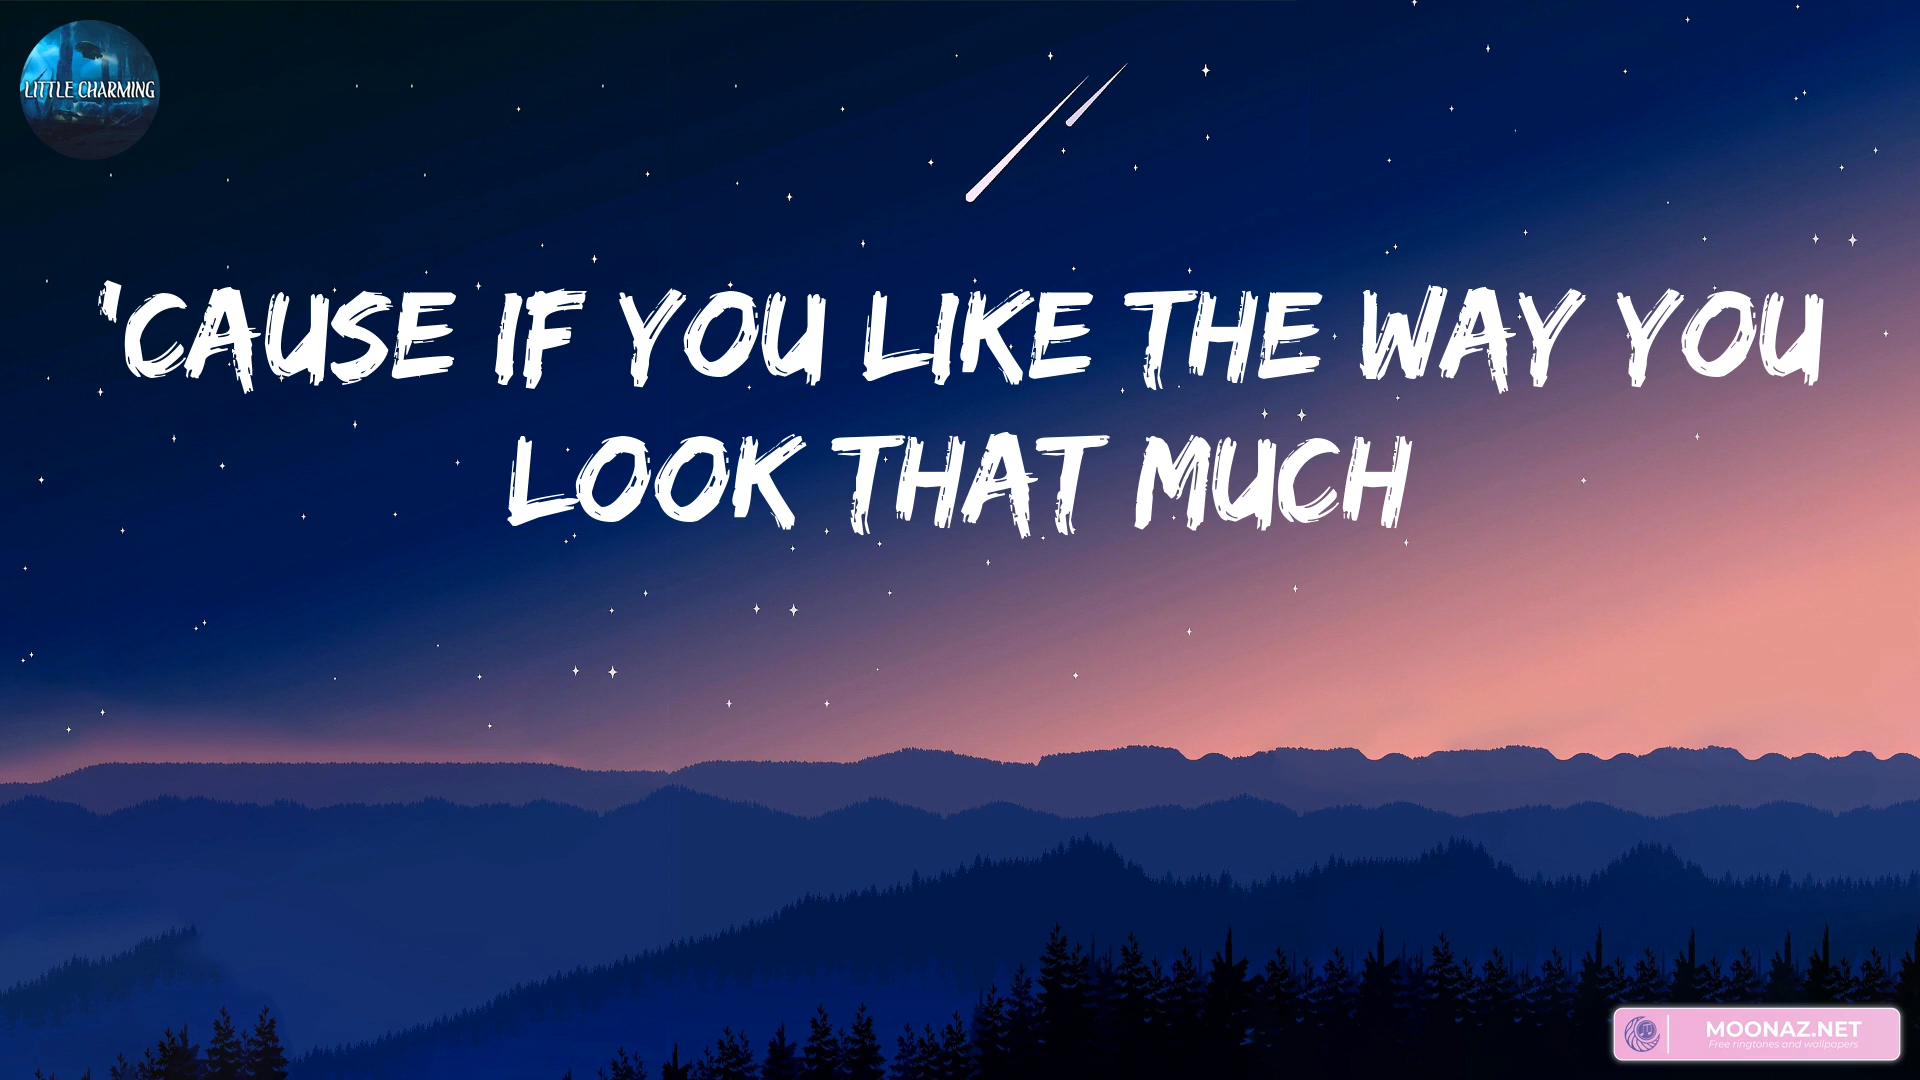 LITTLE CHARMING
'CAUSE IF YOU LIKE THE WAY YOU
LOOK THAT MUCH
MOONAZ.NET
Free ringtones and wallpapers